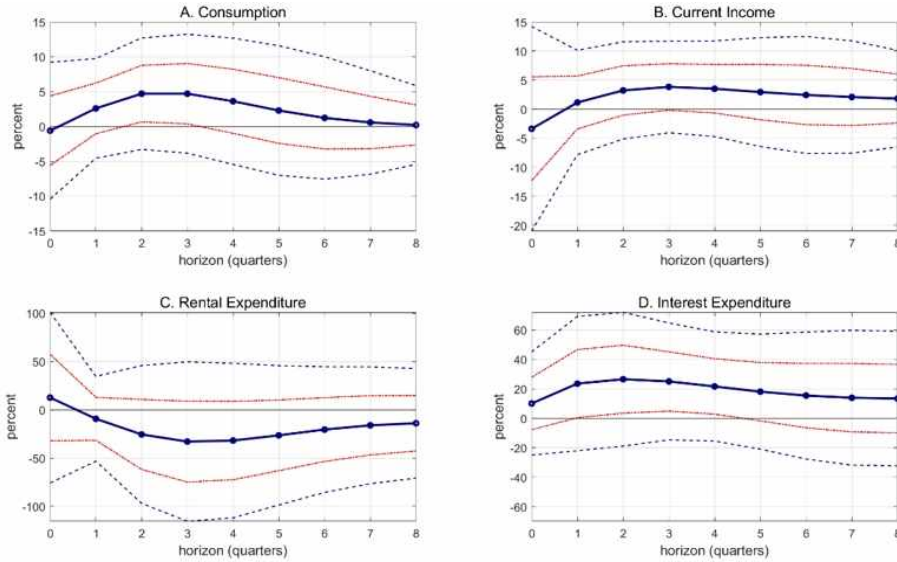 A. Consumption
15
10
5
0
-5
-10
-15
percent
0 1 2 3 4 5 6 7 8
horizon (quarters)
B. Current Income
15
10
5
0
-5
-10
-15
-20
percent
0 1 2 3 4 5 6 7 8
horizon (quarters)
C. Rental Expenditure
100
50
0
-50
-100
percent
0 1 2 3 4 5 6 7 8
horizon (quarters)
D. Interest Expenditure
60
40
20
0
-20
-40
-60
percent
0 1 2 3 4 5 6 7 8
horizon (quarters)